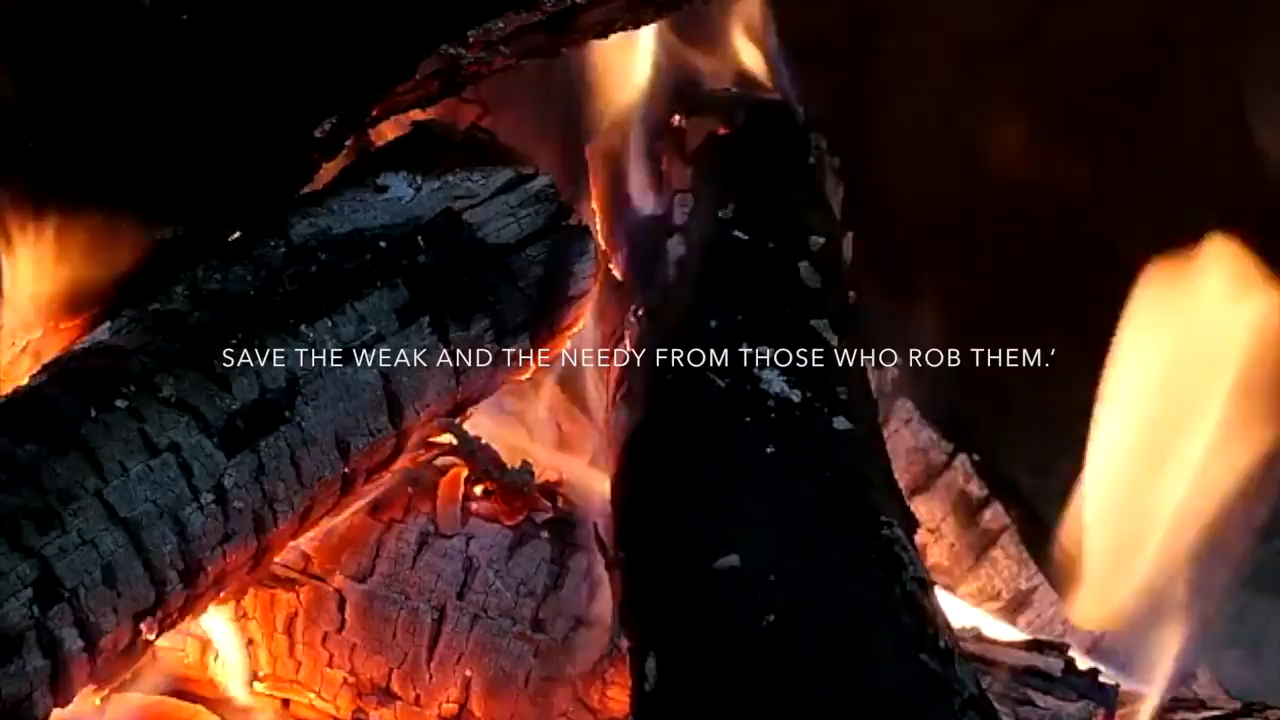 SAVE THE WEAK AND THE NEEDY FROM THOSE WHO ROB THEM.’